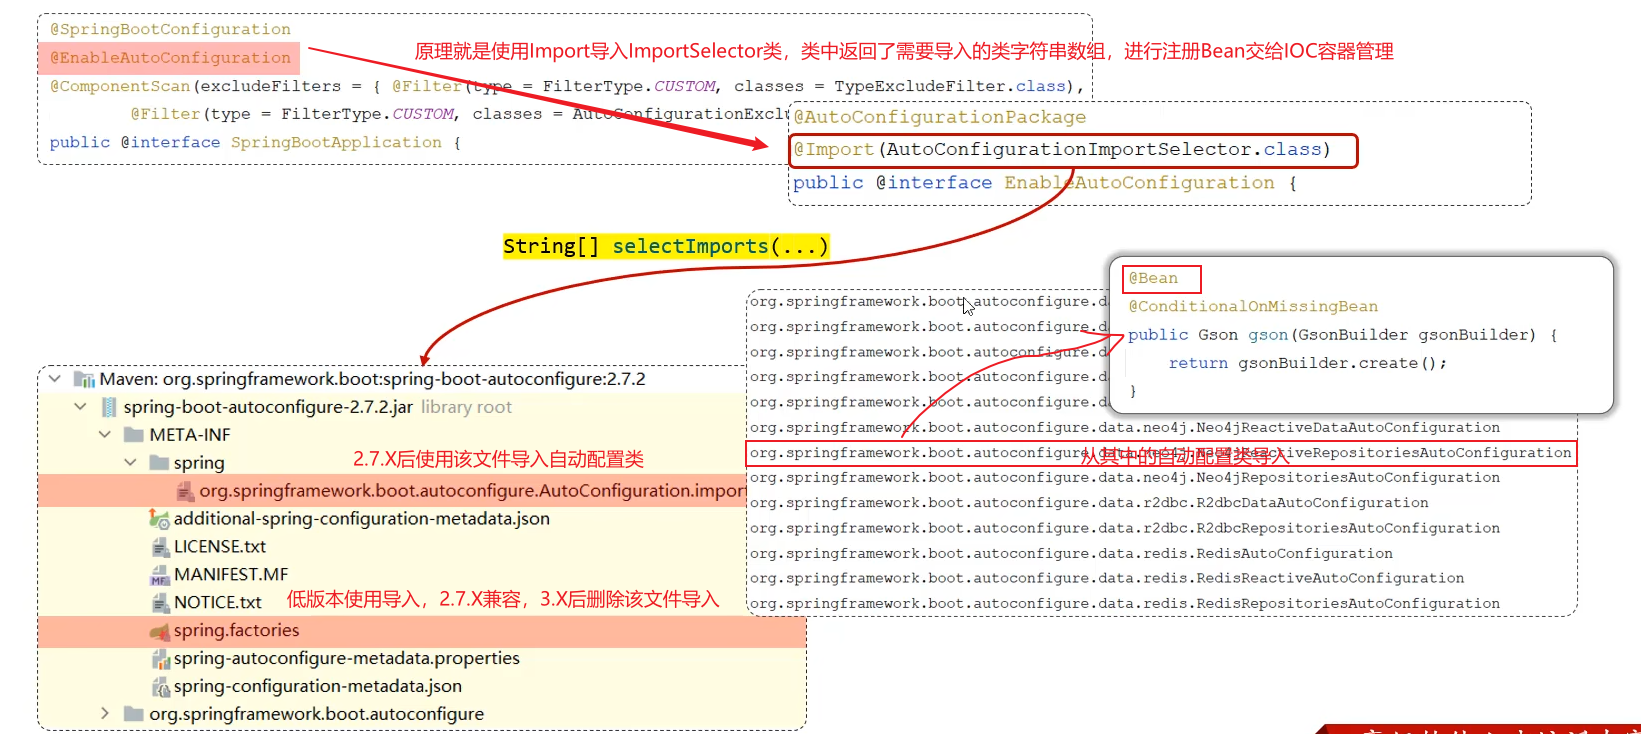 @SpringBootConfiguration
@EnableAutoConfiguration
原理就是使用Import导入ImportSelector类，类中返回了需要导入的类字符串数组，进行注册Bean交给IOC容器管理
@ComponentScan(excludeFilters = { @Filter(type = FilterType.CUSTOM, classes = TypeExcludeFilter.class),
@Filter(type = FilterType.CUSTOM, classes = AutoConfigurationExcl
public @interface SpringBootApplication {
@AutoConfigurationPackage
@Import(AutoConfigurationImportSelector.class)
public @interface EnableAutoConfiguration {
String[] selectImports(...)
@Bean
@ConditionalOnMissingBean
public Gson gson(GsonBuilder gsonBuilder) {
return gsonBuilder.create();
}
org.springframework.boot.autoconfigure.da
org.springframework.boot.autoconfigure.da
org.springframework.boot.autoconfigure.da
org.springframework.boot.autoconfigure.da
org.springframework.boot.autoconfigure.da
org.springframework.boot.autoconfigure.data.neo4j.Neo4jReactiveDataAutoConfiguration
org.springframework.boot.autoconfigure.data.neo4j.Neo4jReactiveRepositoriesAutoConfiguration
从其中的自动配置类导入
org.springframework.boot.autoconfigure.data.neo4j.Neo4jRepositoriesAutoConfiguration
org.springframework.boot.autoconfigure.data.r2dbc.R2dbcDataAutoConfiguration
org.springframework.boot.autoconfigure.data.r2dbc.R2dbcRepositoriesAutoConfiguration
org.springframework.boot.autoconfigure.data.redis.RedisAutoConfiguration
org.springframework.boot.autoconfigure.data.redis.RedisReactiveAutoConfiguration
org.springframework.boot.autoconfigure.data.redis.RedisRepositoriesAutoConfiguration
Maven: org.springframework.boot:spring-boot-autoconfigure:2.7.2
spring-boot-autoconfigure-2.7.2.jar library root
META-INF
spring
2.7.X后使用该文件导入自动配置类
org.springframework.boot.autoconfigure.AutoConfiguration.import
additional-spring-configuration-metadata.json
LICENSE.txt
MANIFEST.MF
NOTICE.txt
低版本使用导入，2.7.X兼容，3.X后删除该文件导入
spring.factories
spring-autoconfigure-metadata.properties
spring-configuration-metadata.json
org.springframework.boot.autoconfigure